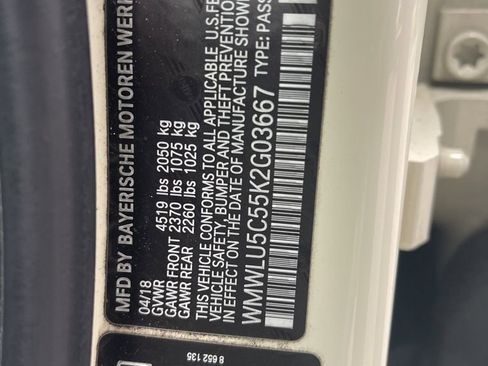 MFD BY BAYERISCHE MOTOREN WERK
04/18
GVWR 4519 lbs 2050 kg
GAWR FRONT 2370 lbs 1075 kg
GAWR REAR 2260 lbs 1025 kg
THIS VEHICLE CONFORMS TO ALL APPLICABLE U.S.FE
VEHICLE SAFETY, BUMPER AND THEFT PREVENTION
IN EFFECT ON THE DATE OF MANUFACTURE SHOWN
WMWLU5C55K2G03667 TYPE: PASS
8 652 135